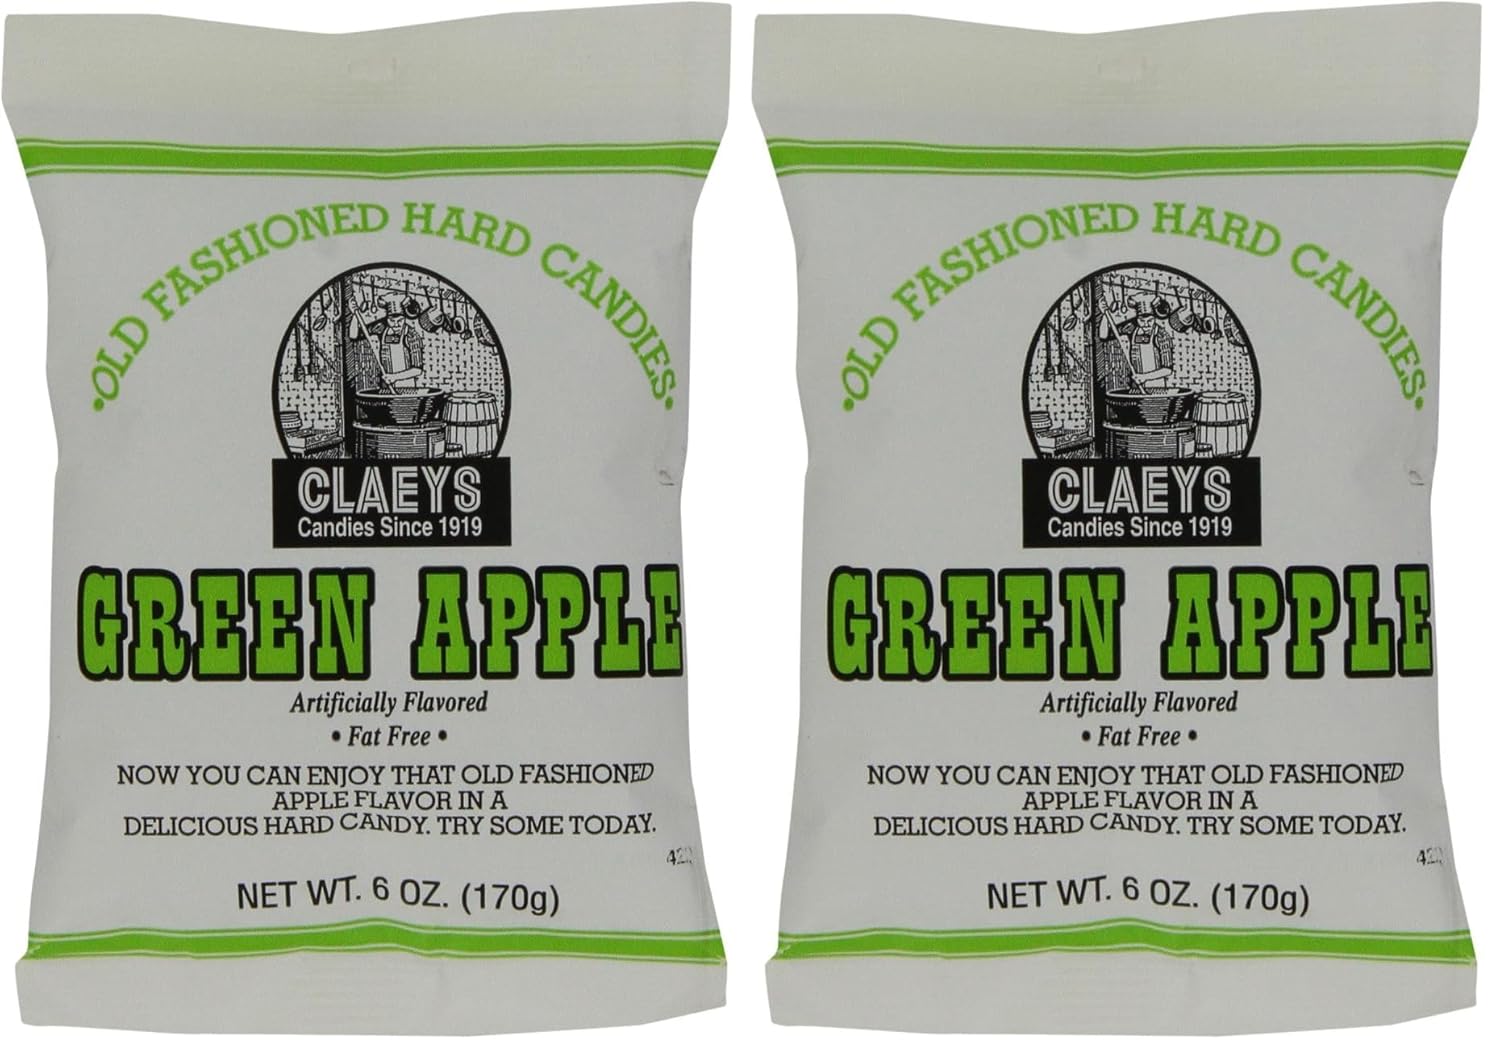 •OLD FASHIONED HARD CANDIES•
CLAEYS
Candies Since 1919
GREEN APPLE
Artificially Flavored
• Fat Free •
NOW YOU CAN ENJOY THAT OLD FASHIONED
APPLE FLAVOR IN A
DELICIOUS HARD CANDY. TRY SOME TODAY.
NET WT. 6 OZ. (170g)
•OLD FASHIONED HARD CANDIES•
CLAEYS
Candies Since 1919
GREEN APPLE
Artificially Flavored
• Fat Free •
NOW YOU CAN ENJOY THAT OLD FASHIONED
APPLE FLAVOR IN A
DELICIOUS HARD CANDY. TRY SOME TODAY.
NET WT. 6 OZ. (170g)